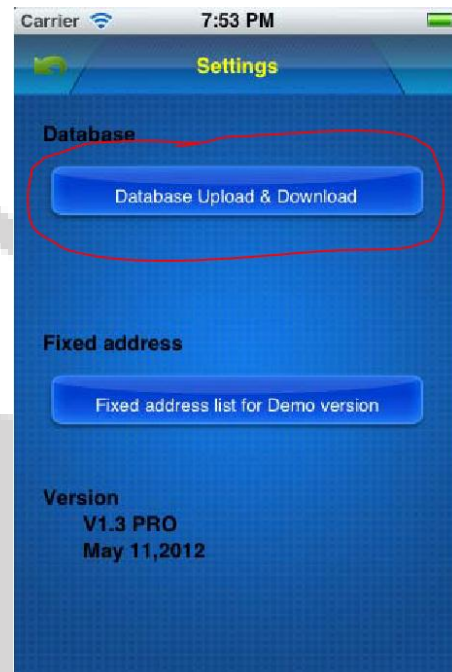 Carrier 7:53 PM
Settings
Database
Database Upload & Download
Fixed address
Fixed address list for Demo version
Version
V1.3 PRO
May 11,2012